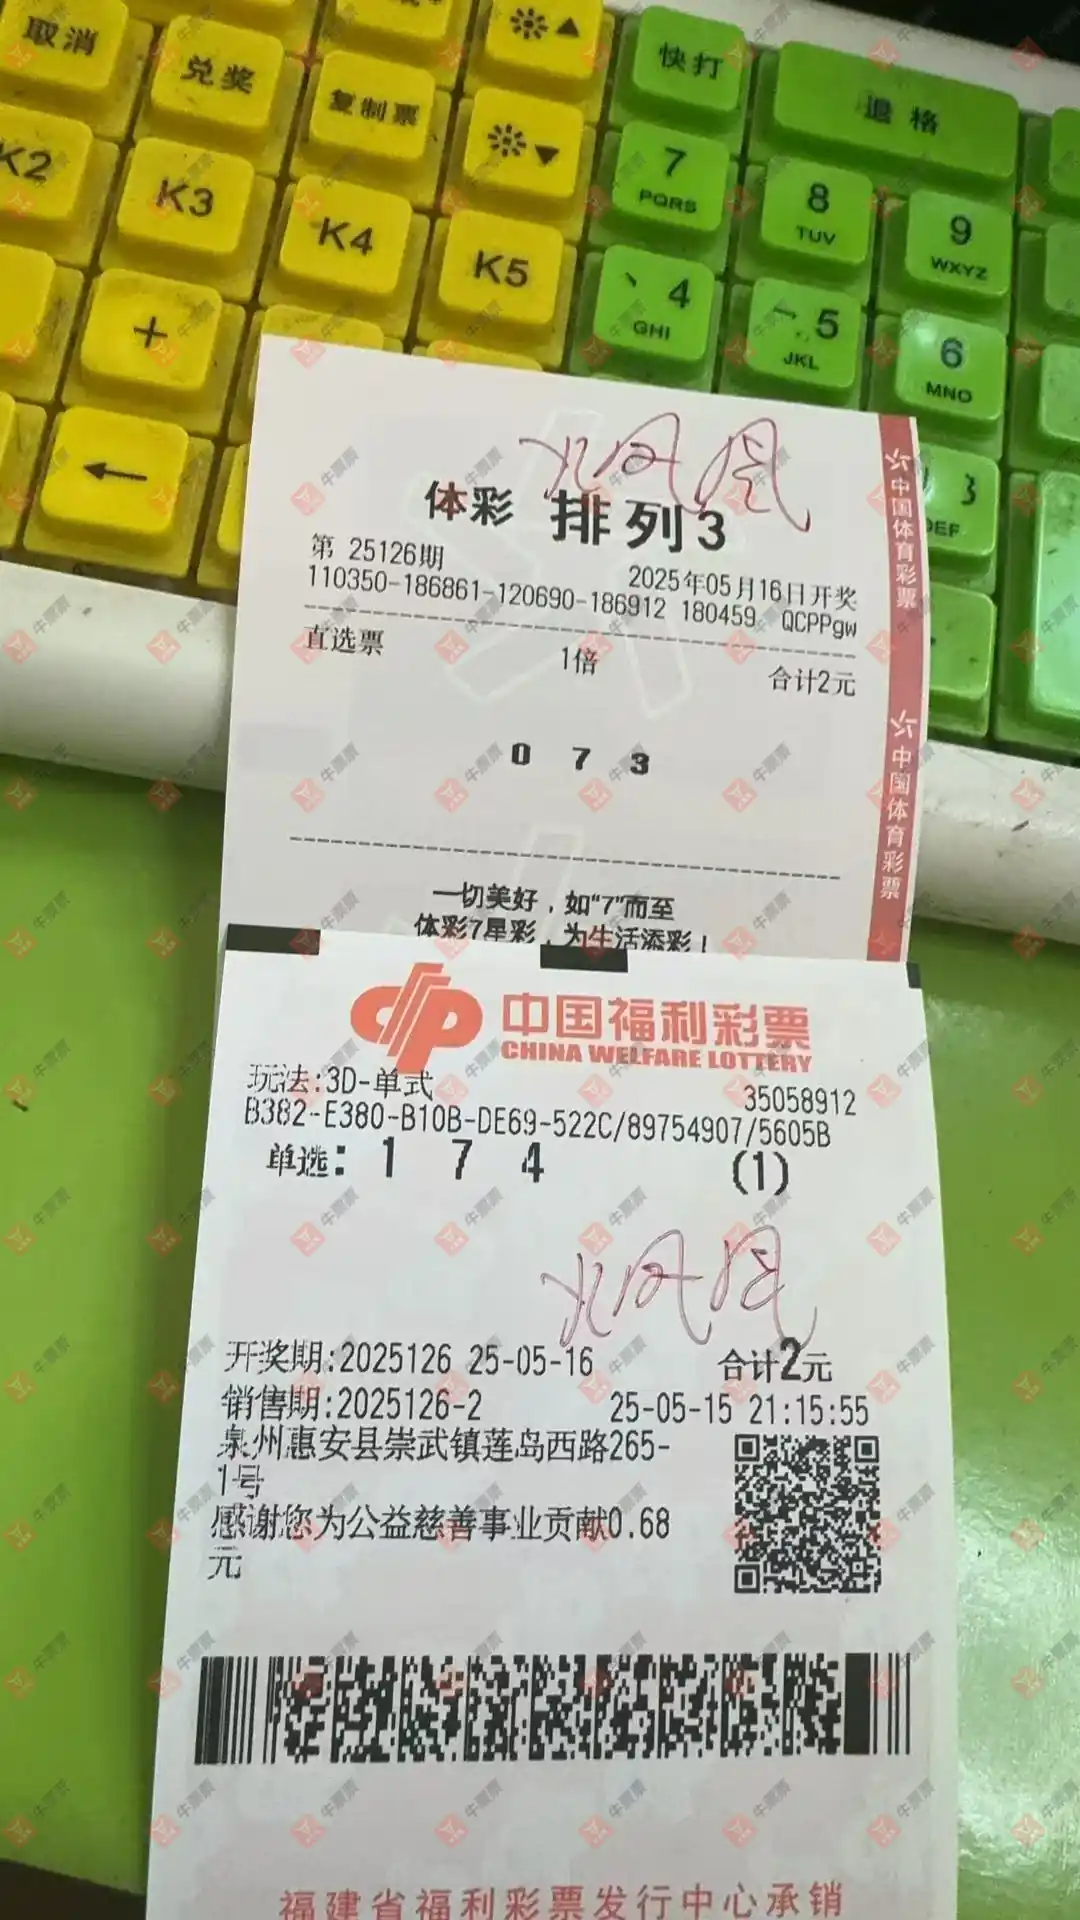 取消
兑奖
复制票
快打
退格
K2
K3
K4
K5
7
PQRS
8
TUV
9
WXYZ
4
GHI
5
JKL
6
MNO
+
←
3
DEF
火凤凰
体彩 排列3
第 25126期
2025年05月16日开奖
110350-186861-120690-186912 180459 QCPPgw
直选票 1倍 合计2元
0 7 3
一切美好，如“7”而至
体彩7星彩，为生活添彩！
中国体育彩票
中国体育彩票
中国福利彩票
CHINA WELFARE LOTTERY
玩法:3D-单式 35058912
B382-E380-B10B-DE69-522C/89754907/5605B
单选: 1 7 4 (1)
火凤凰
开奖期:2025126 25-05-16 合计2元
销售期:2025126-2 25-05-15 21:15:55
泉州惠安县崇武镇莲岛西路265-
1号
感谢您为公益慈善事业贡献0.68
元
福建省福利彩票发行中心承销
牛票票